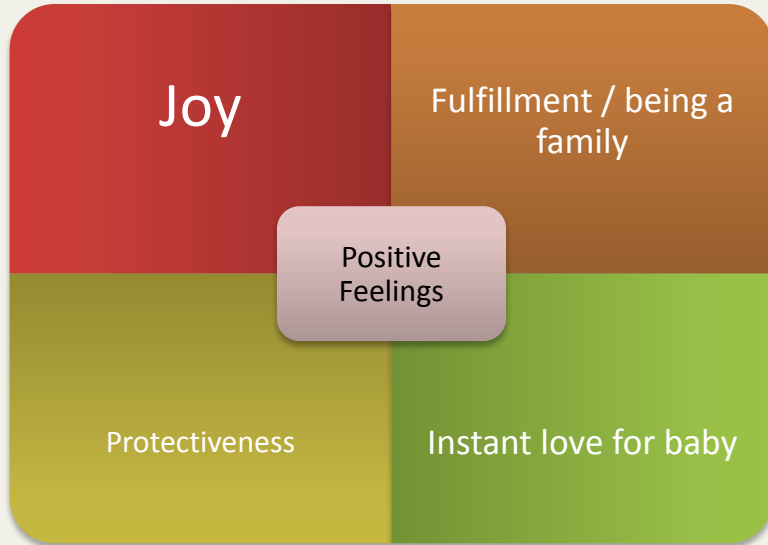 Joy
Fulfillment / being a
family
Positive
Feelings
Protectiveness
Instant love for baby